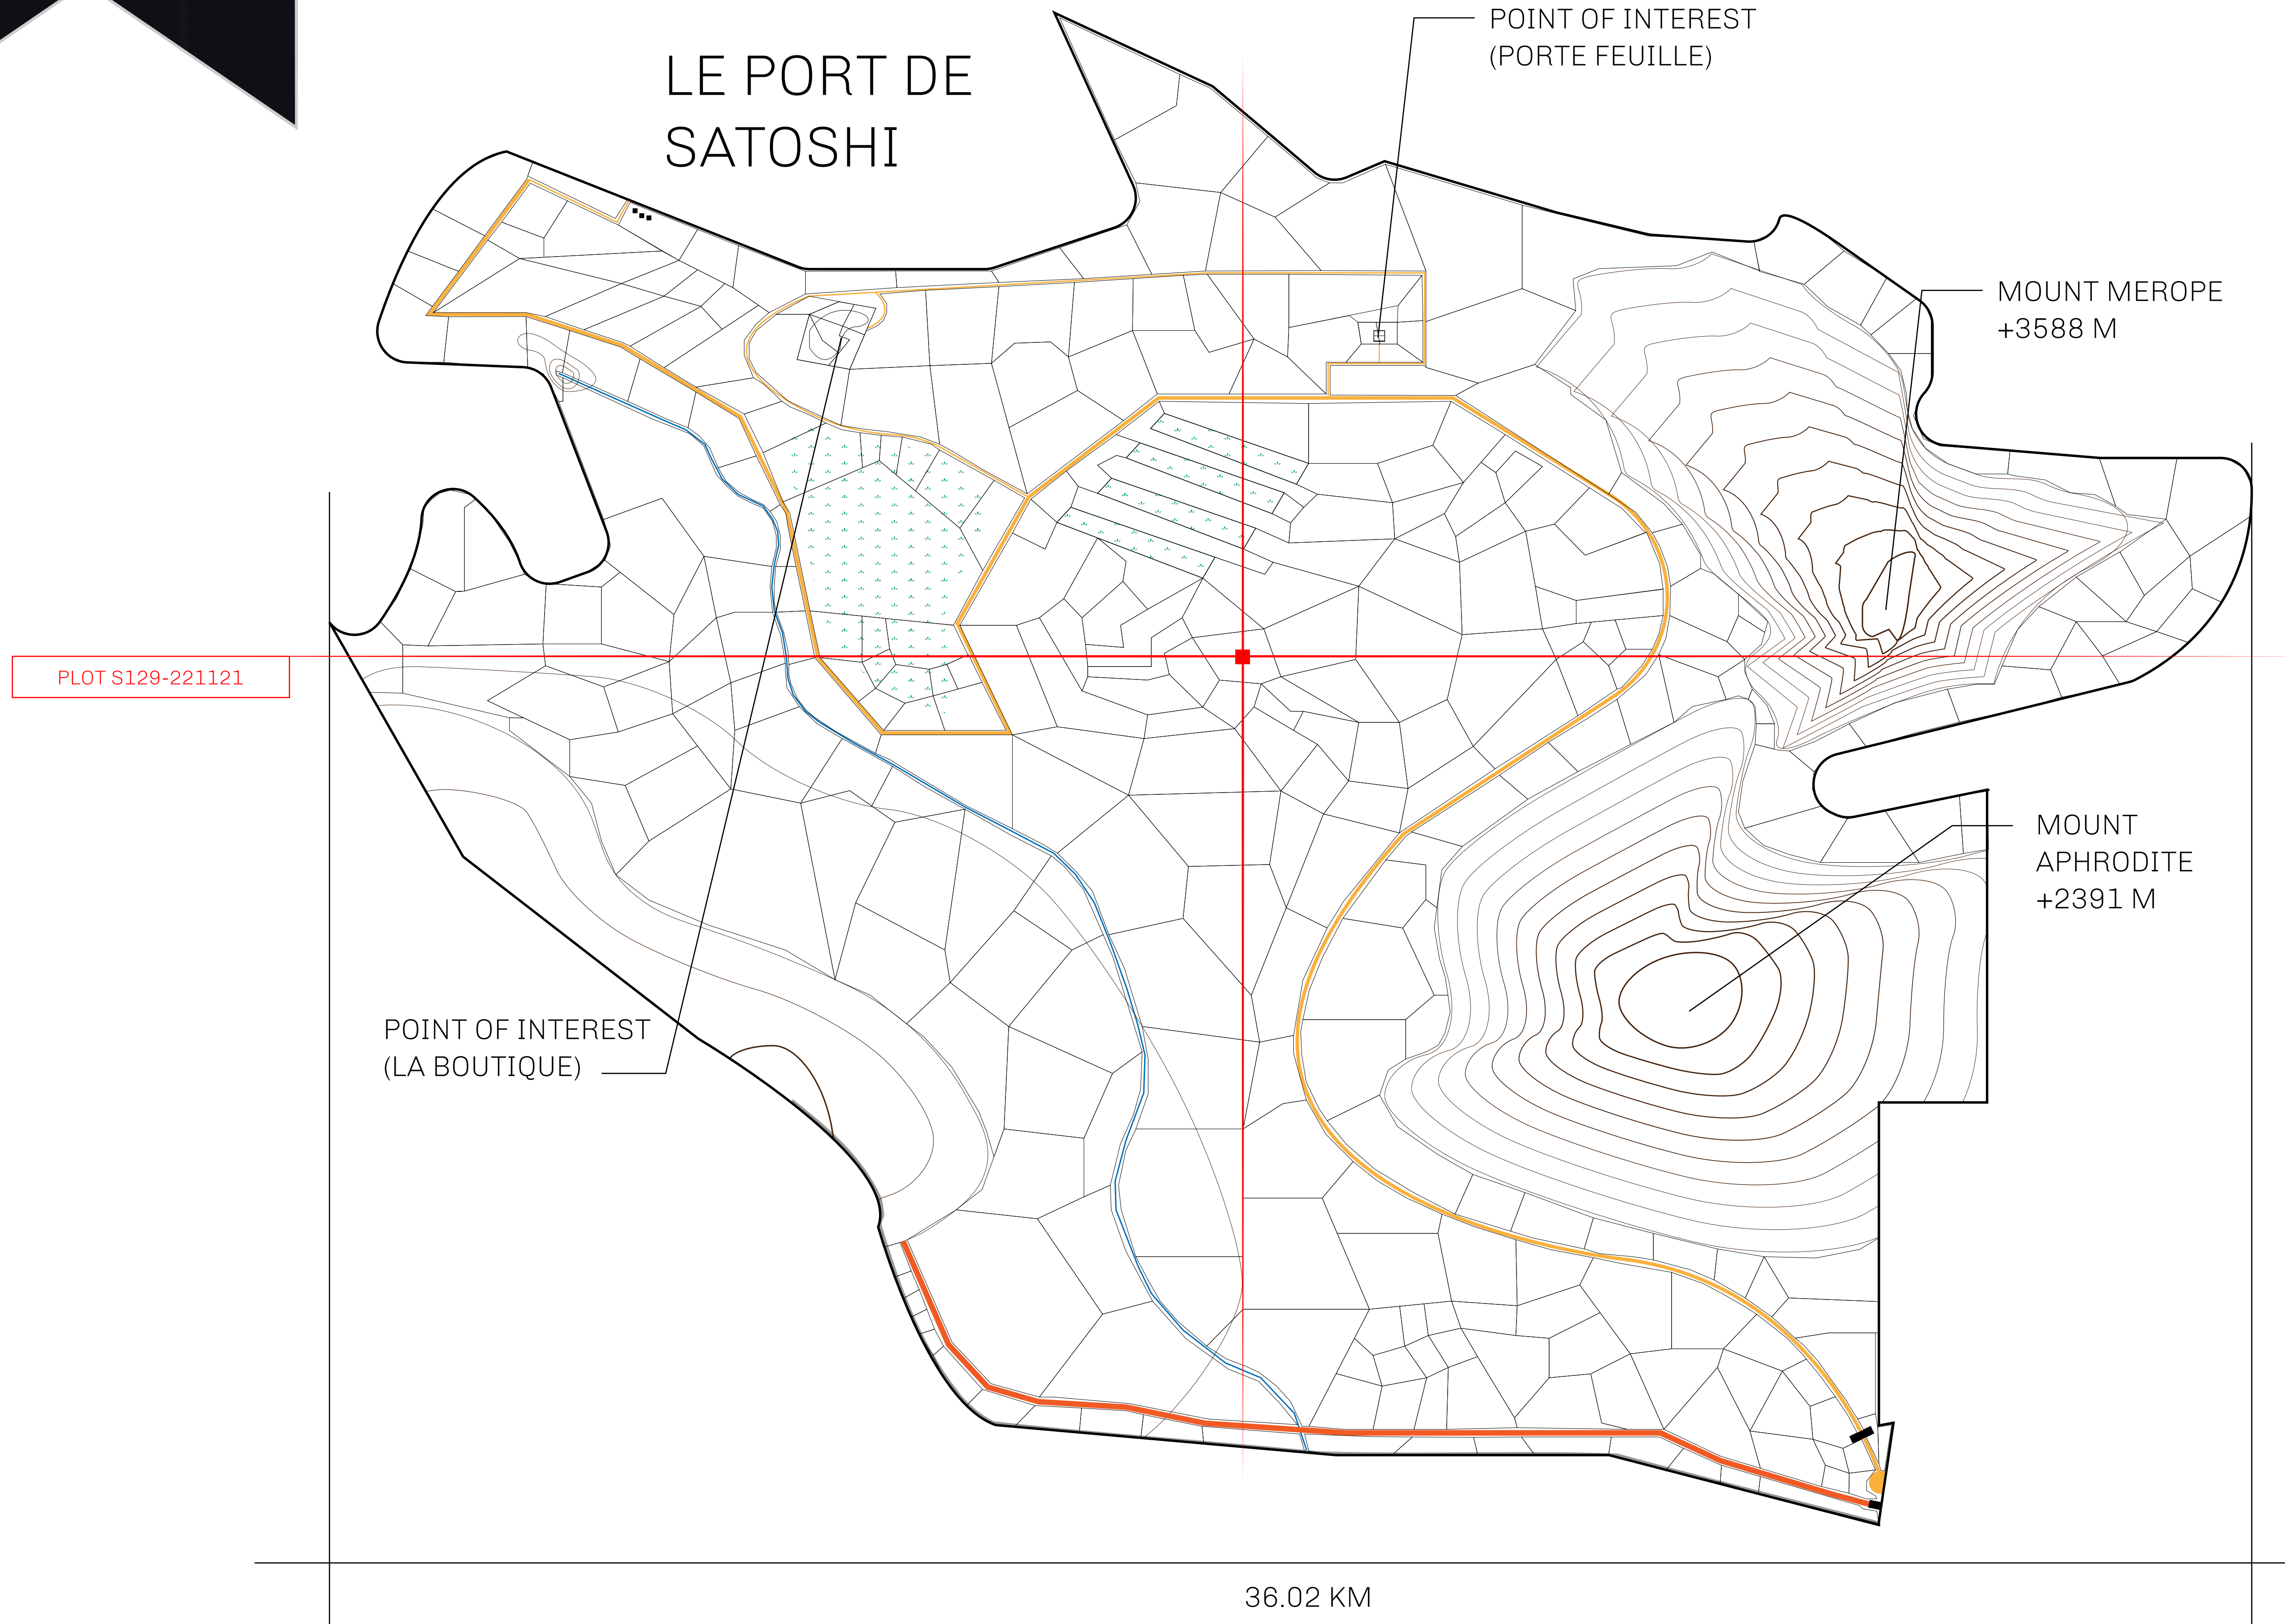 LE PORT DE
SATOSHI
POINT OF INTEREST
(PORTE FEUILLE)
MOUNT MEROPE
+3588 M
PLOT S129-221121
MOUNT
APHRODITE
+2391 M
POINT OF INTEREST
(LA BOUTIQUE)
36.02 KM